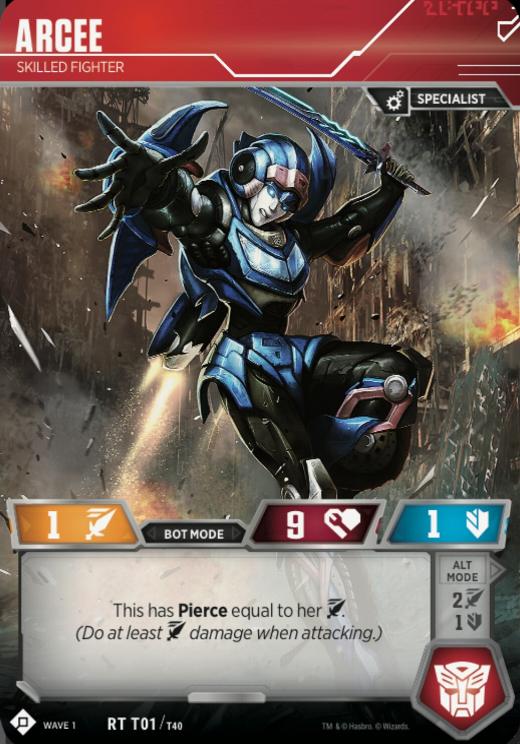 ARCEE
SKILLED FIGHTER
SPECIALIST
1
BOT MODE
9
1
This has Pierce equal to her .
(Do at least damage when attacking.)
ALT
MODE
2
1
WAVE 1
RT T01/T40
TM & © Hasbro. © Wizards.